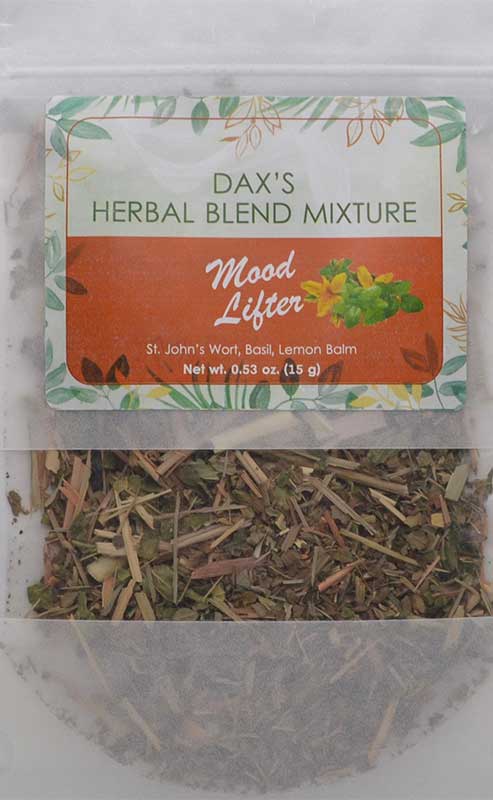 DAX'S
HERBAL BLEND MIXTURE
Mood
Lifter
St. John's Wort, Basil, Lemon Balm
Net wt. 0.53 oz. (15 g)